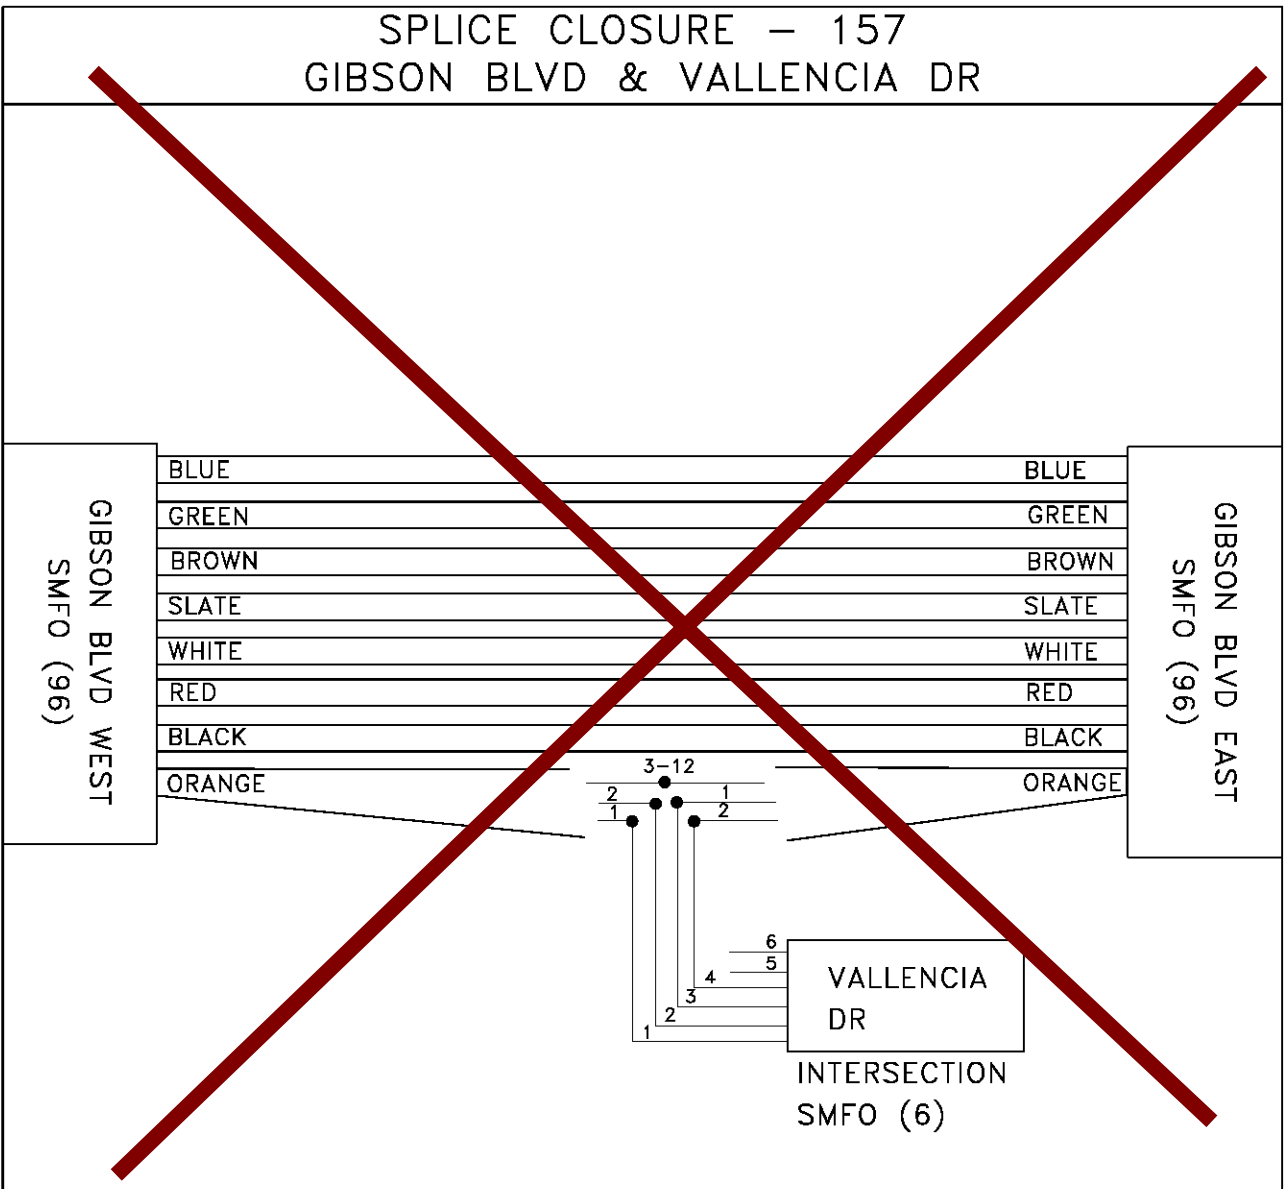 SPLICE CLOSURE - 157
GIBSON BLVD & VALLENCIA DR
GIBSON BLVD WEST
SMFO (96)
BLUE
GREEN
BROWN
SLATE
WHITE
RED
BLACK
ORANGE
BLUE
GREEN
BROWN
SLATE
WHITE
RED
BLACK
ORANGE
GIBSON BLVD EAST
SMFO (96)
3-12
2
1
1
2
6
5
4
3
2
1
VALLENCIA
DR
INTERSECTION
SMFO (6)